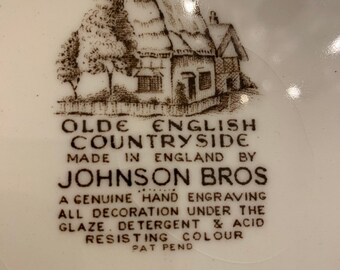 OLDE ENGLISH
COUNTRYSIDE
MADE IN ENGLAND BY
JOHNSON BROS
A GENUINE HAND ENGRAVING
ALL DECORATION UNDER THE
GLAZE. DETERGENT & ACID
RESISTING COLOUR
PAT PEND